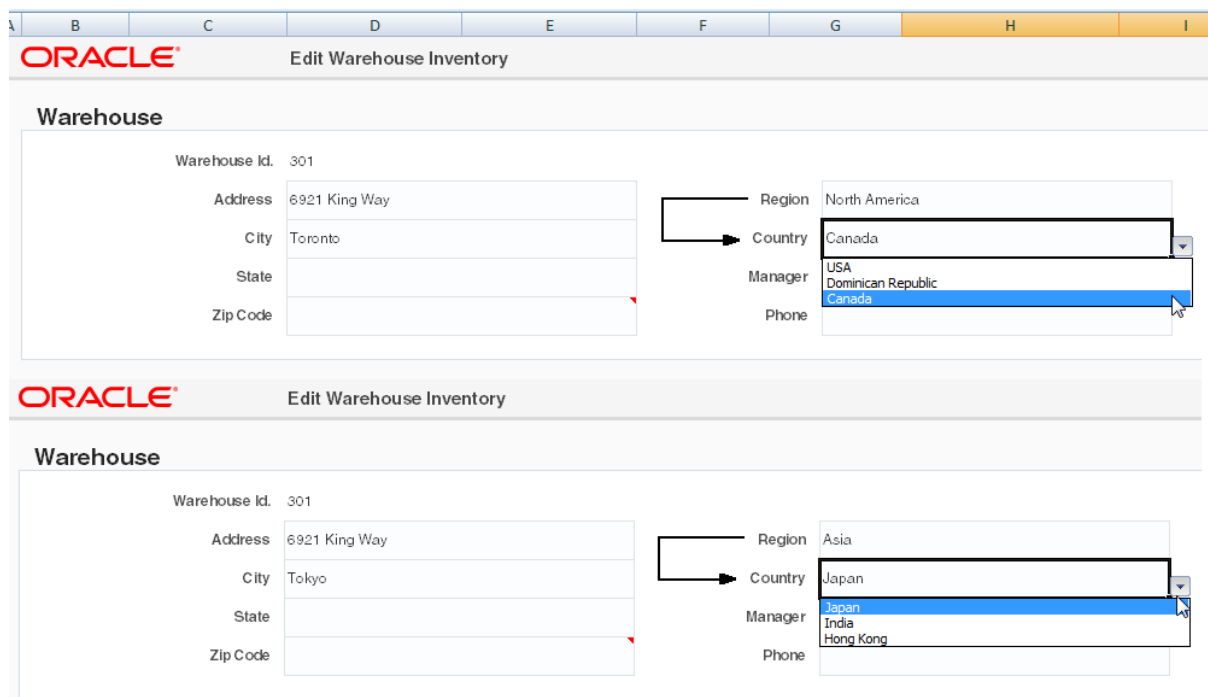 A B C D E F G H I
ORACLE® Edit Warehouse Inventory
Warehouse
Warehouse Id. 301
Address 6921 King Way Region North America
City Toronto Country Canada
State Manager USA
Dominican Republic
Canada
Zip Code Phone
ORACLE® Edit Warehouse Inventory
Warehouse
Warehouse Id. 301
Address 6921 King Way Region Asia
City Tokyo Country Japan
State Manager Japan
India
Hong Kong
Zip Code Phone